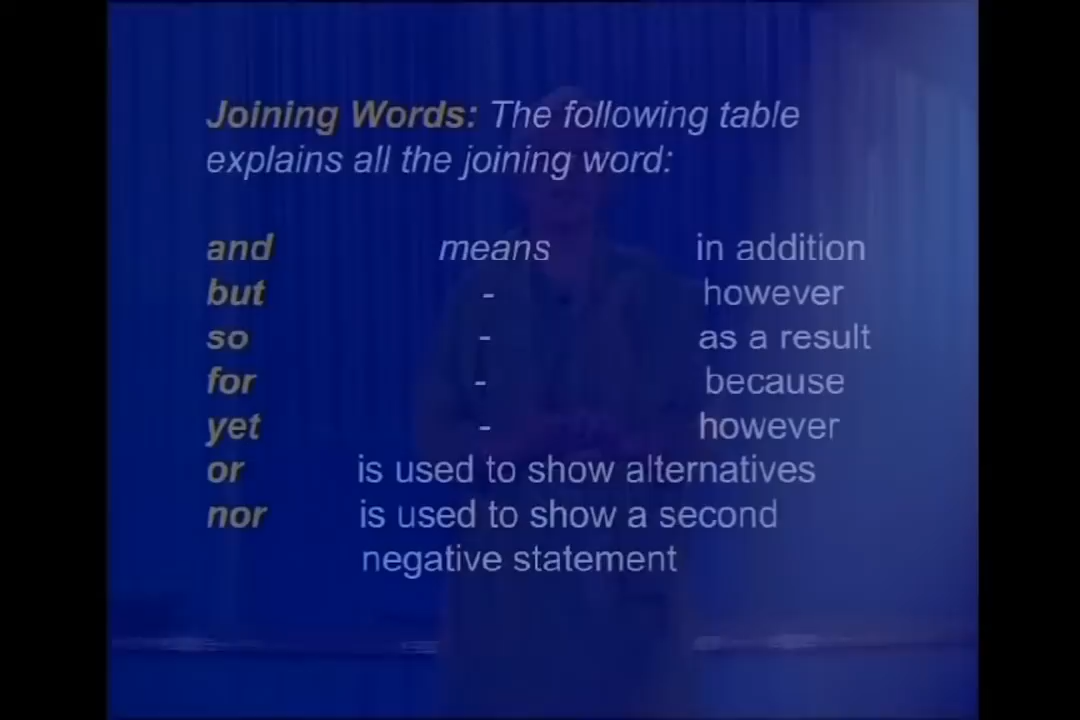 Joining Words: The following table
explains all the joining word:
and means in addition
but - however
so - as a result
for - because
yet - however
or is used to show alternatives
nor is used to show a second
negative statement